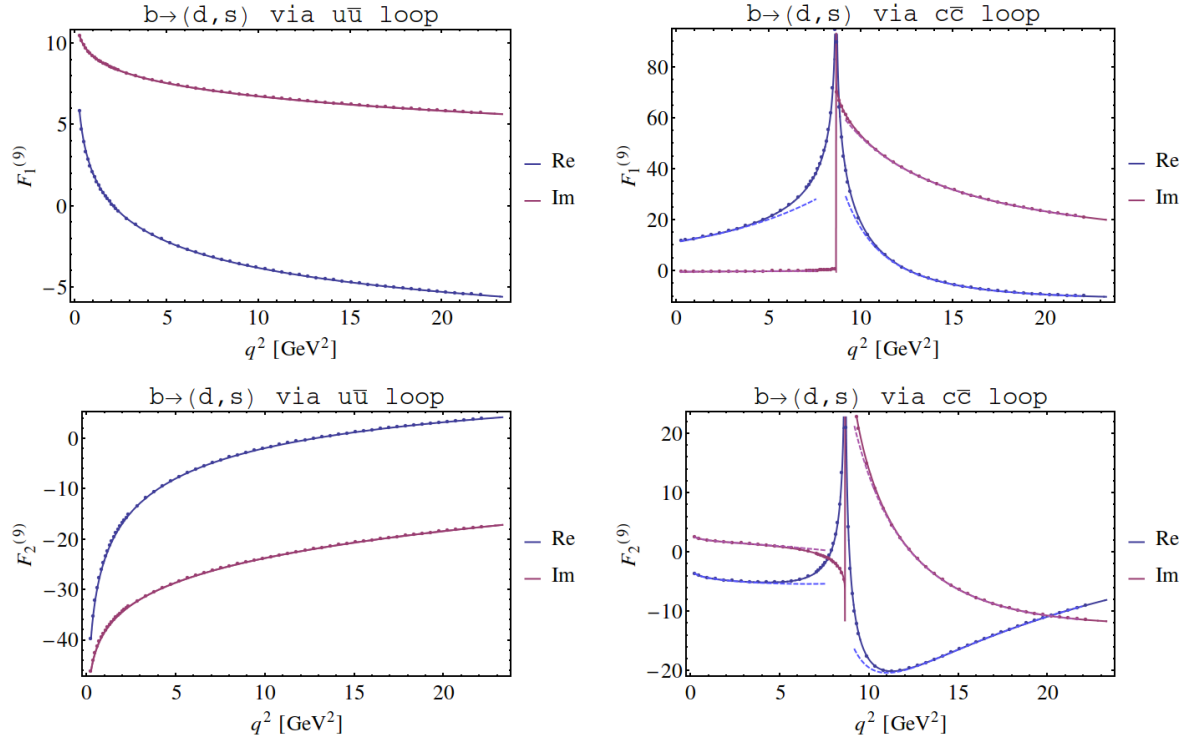 b→(d,s) via uū loop
F₁⁽⁹⁾
10
5
0
−5
0 5 10 15 20
q² [GeV²]
Re
Im
b→(d,s) via cc̄ loop
F₁⁽⁹⁾
80
60
40
20
0
0 5 10 15 20
q² [GeV²]
Re
Im
b→(d,s) via uū loop
F₂⁽⁹⁾
0
−10
−20
−30
−40
0 5 10 15 20
q² [GeV²]
Re
Im
b→(d,s) via cc̄ loop
F₂⁽⁹⁾
20
10
0
−10
−20
0 5 10 15 20
q² [GeV²]
Re
Im